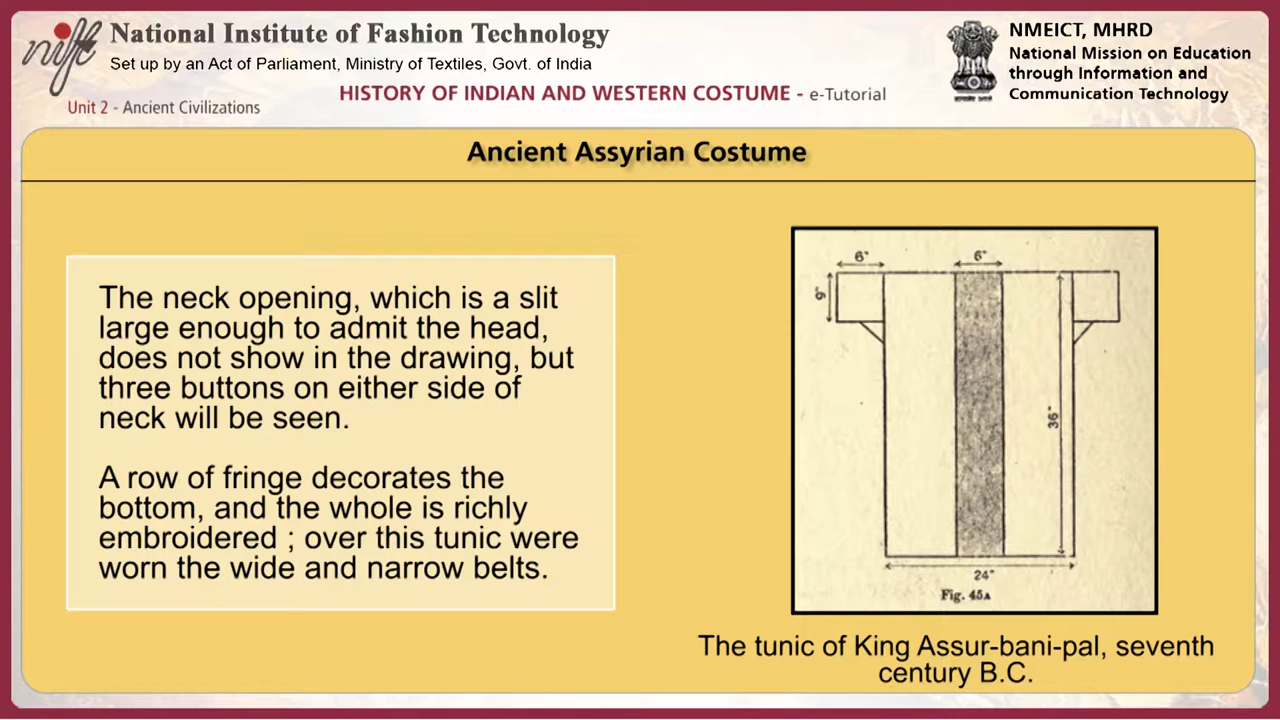 nift
National Institute of Fashion Technology
Set up by an Act of Parliament, Ministry of Textiles, Govt. of India
HISTORY OF INDIAN AND WESTERN COSTUME - e-Tutorial
Unit 2 - Ancient Civilizations
NMEICT, MHRD
National Mission on Education
through Information and
Communication Technology
Ancient Assyrian Costume
The neck opening, which is a slit
large enough to admit the head,
does not show in the drawing, but
three buttons on either side of
neck will be seen.
A row of fringe decorates the
bottom, and the whole is richly
embroidered ; over this tunic were
worn the wide and narrow belts.
6"
6"
9"
36"
24"
Fig. 45A
The tunic of King Assur-bani-pal, seventh
century B.C.